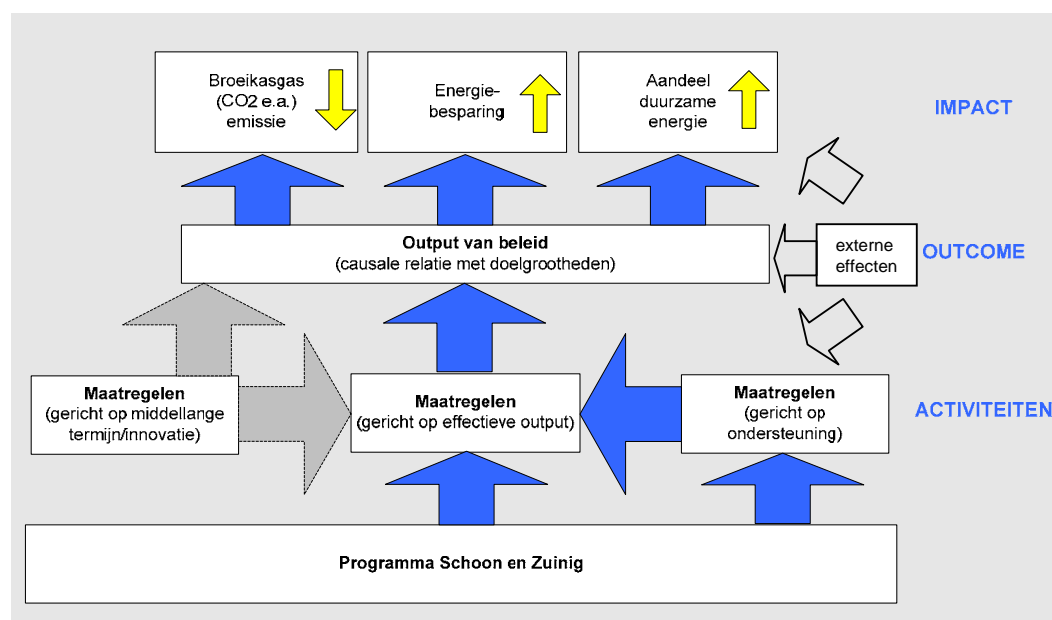 Broeikasgas
(CO2 e.a.)
emissie
Energie-
besparing
Aandeel
duurzame
energie
IMPACT
Output van beleid
(causale relatie met doelgrootheden)
externe
effecten
OUTCOME
Maatregelen
(gericht op middellange
termijn/innovatie)
Maatregelen
(gericht op effectieve output)
Maatregelen
(gericht op
ondersteuning)
ACTIVITEITEN
Programma Schoon en Zuinig